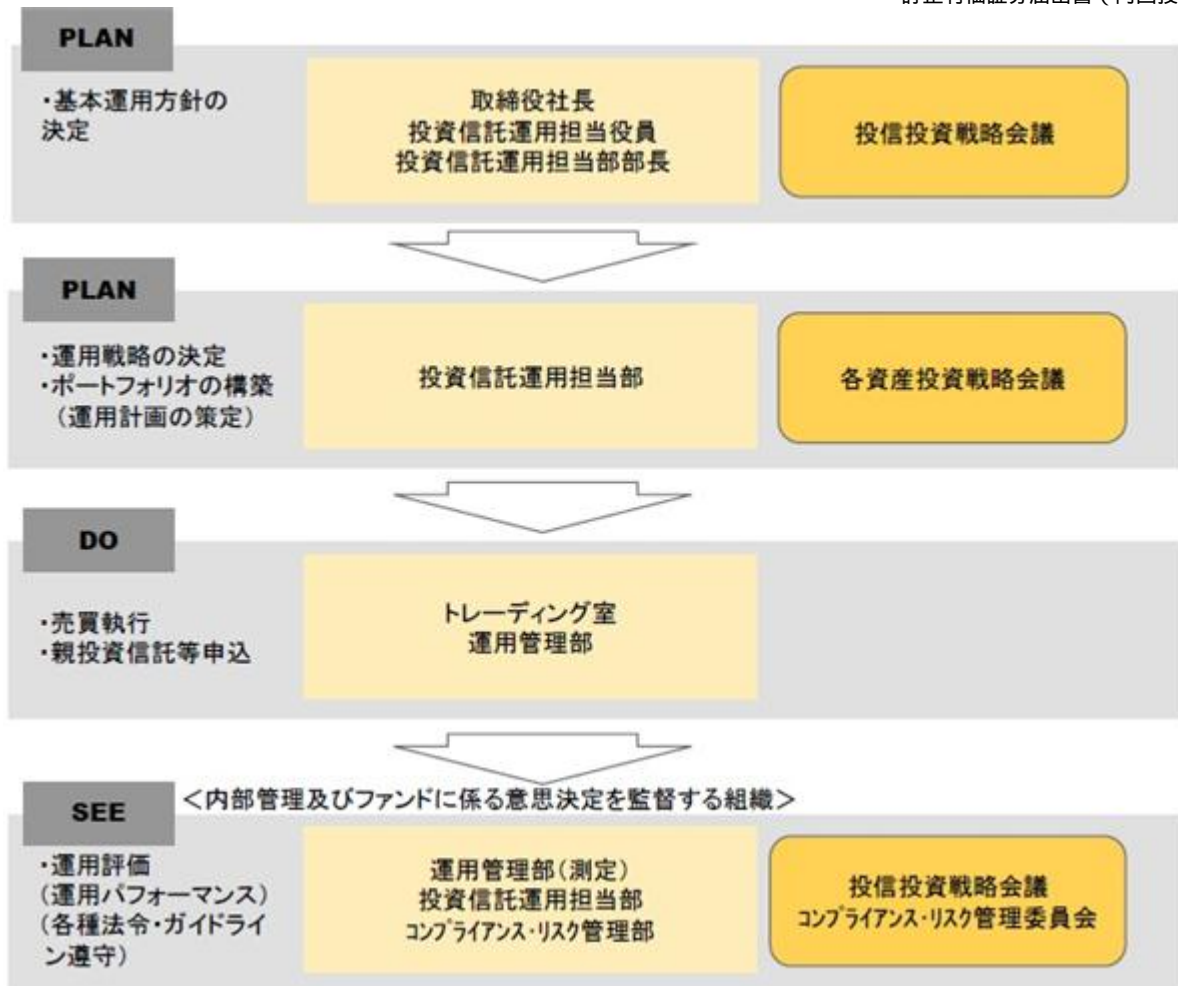 PLAN
・基本運用方針の
決定
取締役社長
投資信託運用担当役員
投資信託運用担当部部長
投信投資戦略会議
PLAN
・運用戦略の決定
・ポートフォリオの構築
（運用計画の策定）
投資信託運用担当部
各資産投資戦略会議
DO
・売買執行
・親投資信託等申込
トレーディング室
運用管理部
SEE
＜内部管理及びファンドに係る意思決定を監督する組織＞
・運用評価
(運用パフォーマンス)
(各種法令・ガイドライ
ン遵守)
運用管理部(測定)
投資信託運用担当部
ｺﾝﾌﾟﾗｲｱﾝｽ・ﾘｽｸ管理部
投信投資戦略会議
ｺﾝﾌﾟﾗｲｱﾝｽ・ﾘｽｸ管理委員会